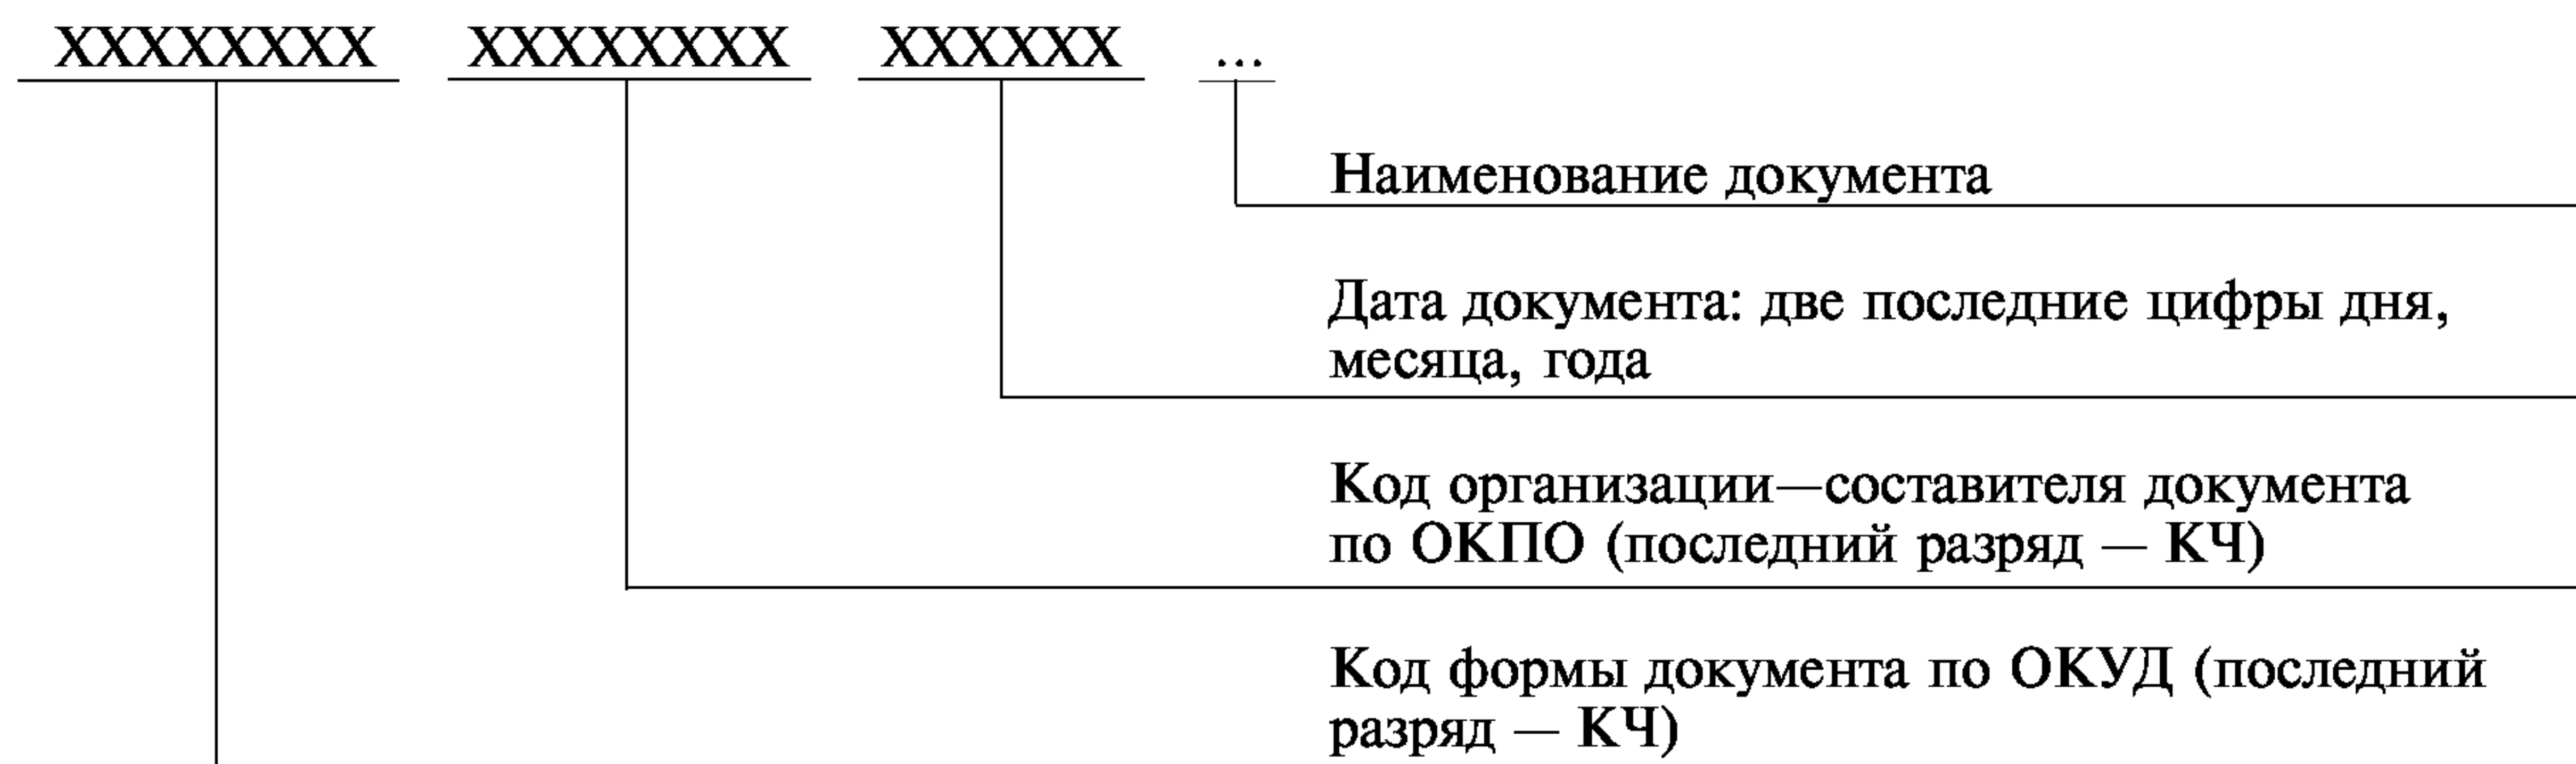 XXXXXXXX XXXXXXXX XXXXXX ...
Наименование документа
Дата документа: две последние цифры дня,
месяца, года
Код организации—составителя документа
по ОКПО (последний разряд — КЧ)
Код формы документа по ОКУД (последний
разряд — КЧ)